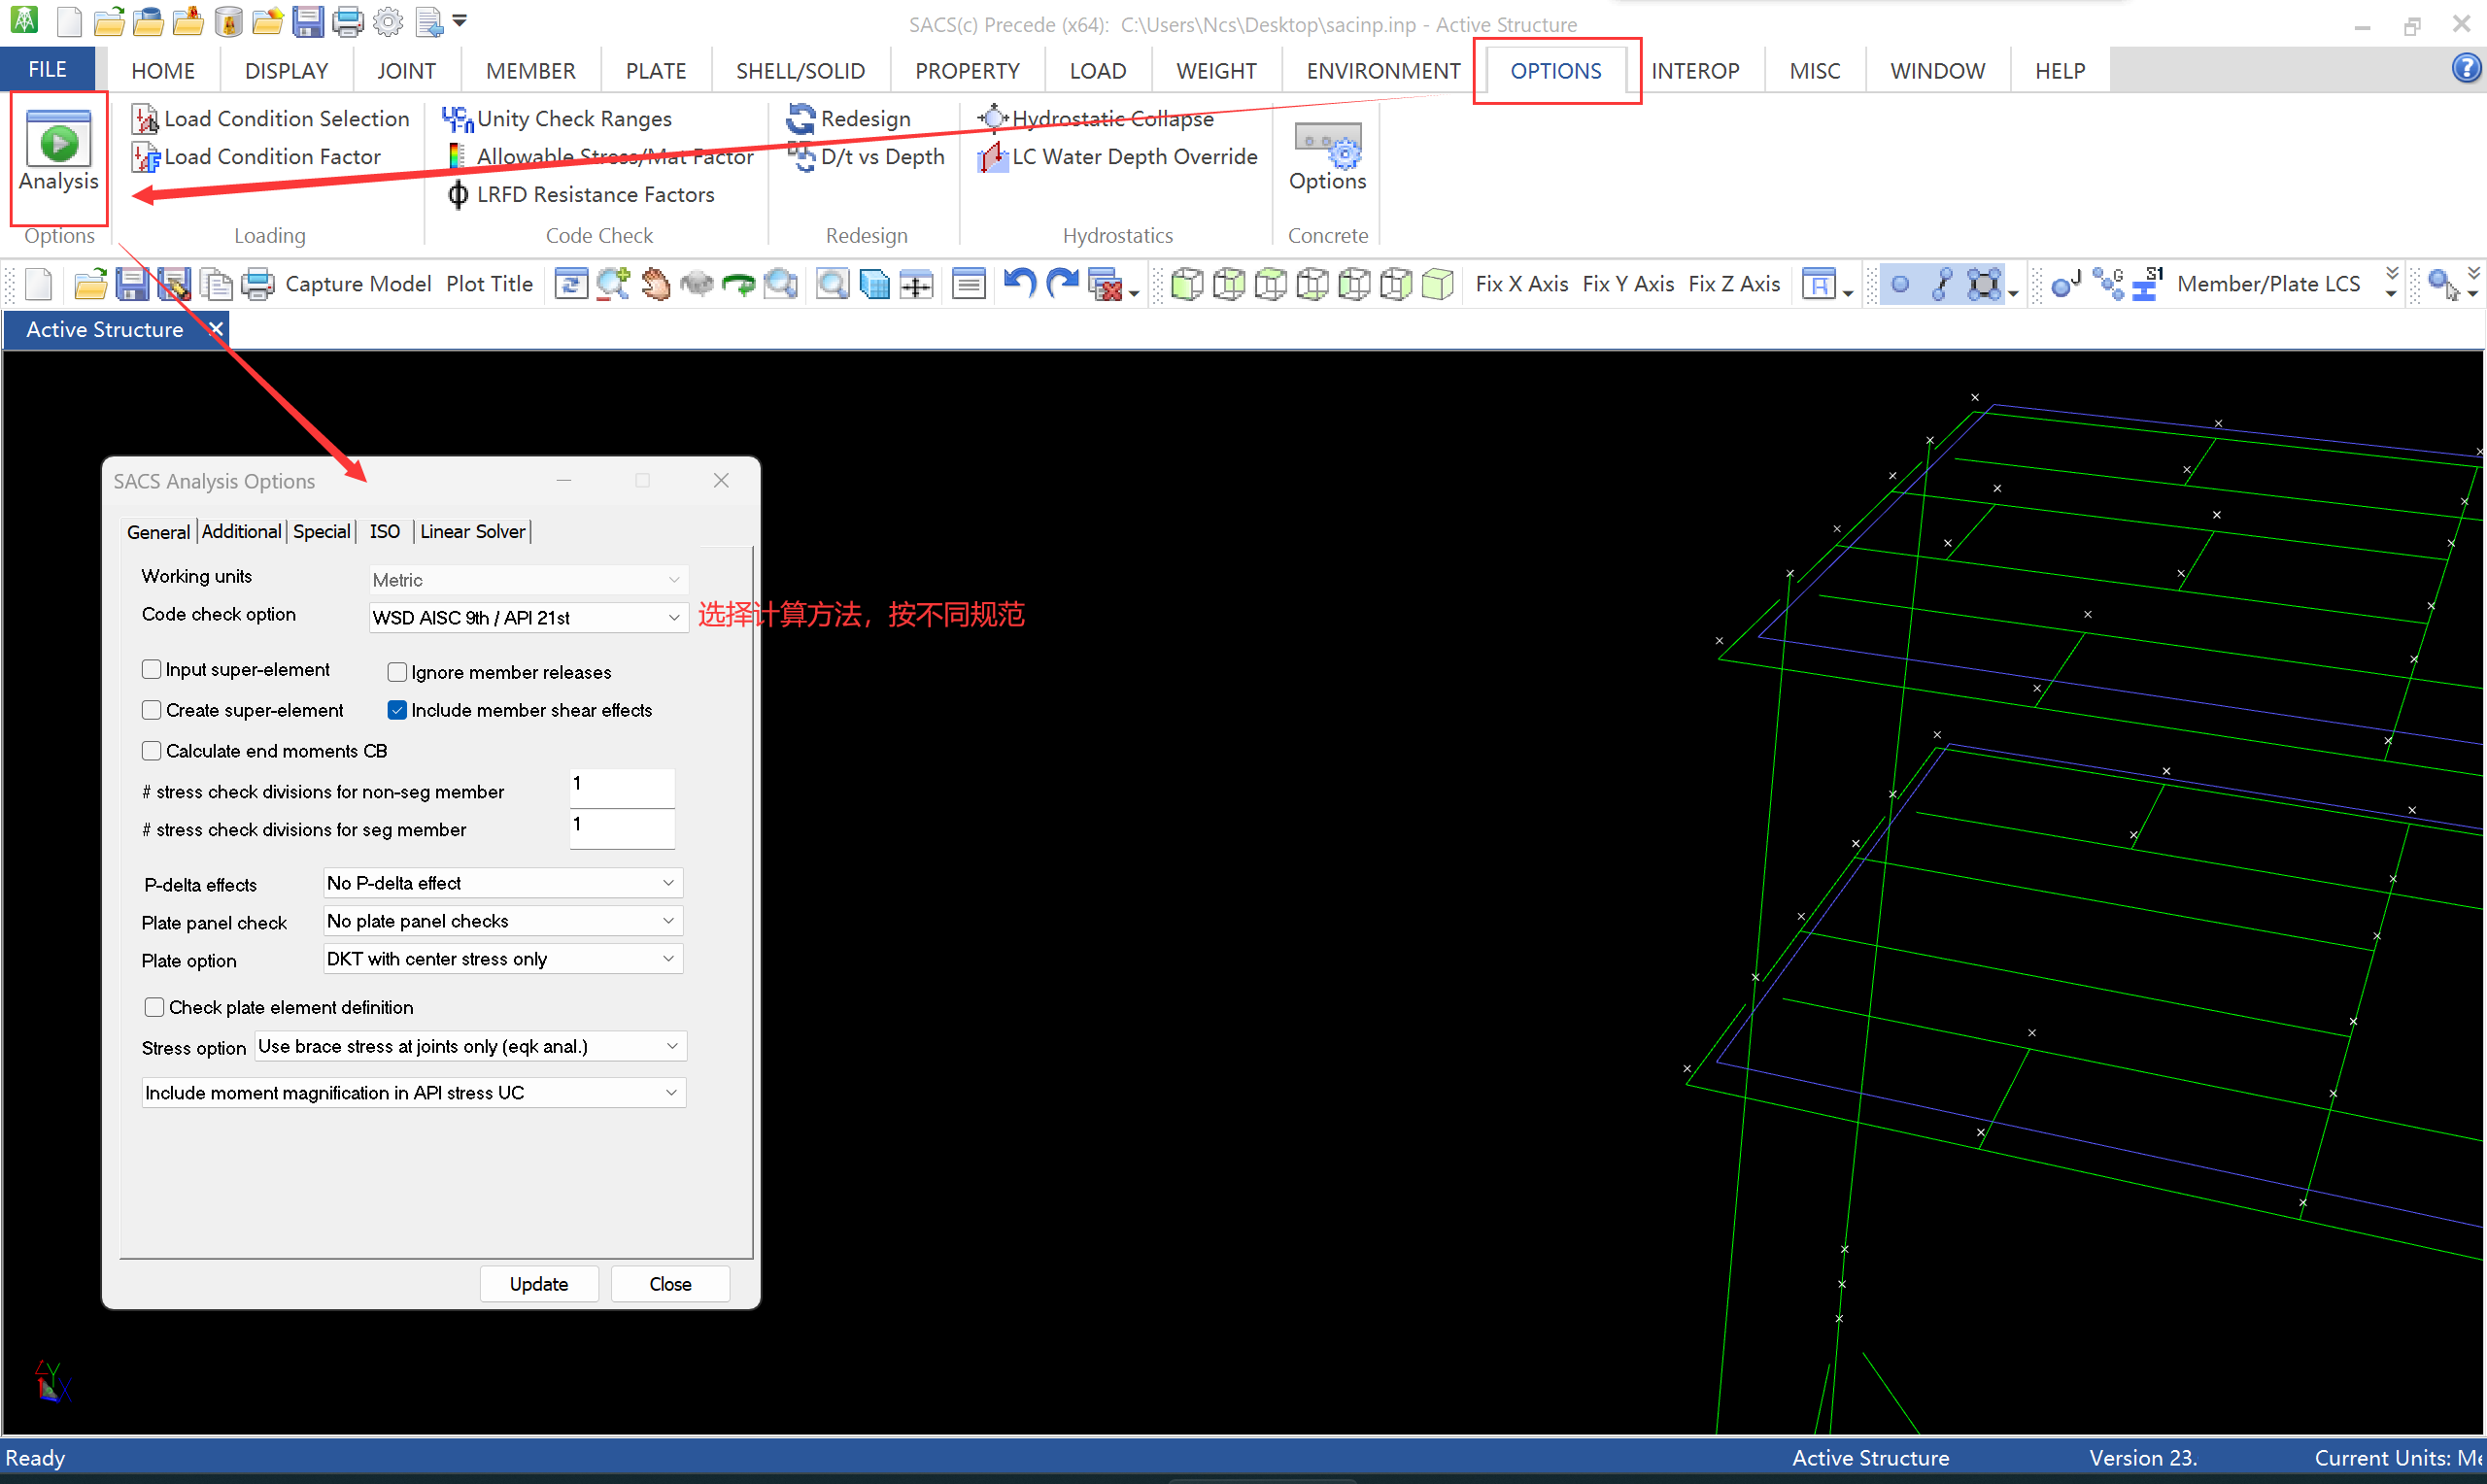 SACS(c) Precede (x64):  C:\Users\Ncs\Desktop\sacinp.inp - Active Structure
FILE HOME DISPLAY JOINT MEMBER PLATE SHELL/SOLID PROPERTY LOAD WEIGHT ENVIRONMENT OPTIONS INTEROP MISC WINDOW HELP
Load Condition Selection Unity Check Ranges Redesign Hydrostatic Collapse
Load Condition Factor Allowable Stress/Mat Factor D/t vs Depth LC Water Depth Override
Analysis LRFD Resistance Factors Options
Options Loading Code Check Redesign Hydrostatics Concrete
Capture Model Plot Title Fix X Axis Fix Y Axis Fix Z Axis Member/Plate LCS
Active Structure
SACS Analysis Options
General Additional Special ISO Linear Solver
Working units Metric
Code check option WSD AISC 9th / API 21st 选择计算方法，按不同规范
Input super-element Ignore member releases
Create super-element Include member shear effects
Calculate end moments CB
# stress check divisions for non-seg member 1
# stress check divisions for seg member 1
P-delta effects No P-delta effect
Plate panel check No plate panel checks
Plate option DKT with center stress only
Check plate element definition
Stress option Use brace stress at joints only (eqk anal.)
Include moment magnification in API stress UC
Update Close
Z Y X
Ready Active Structure Version 23. Current Units: Me